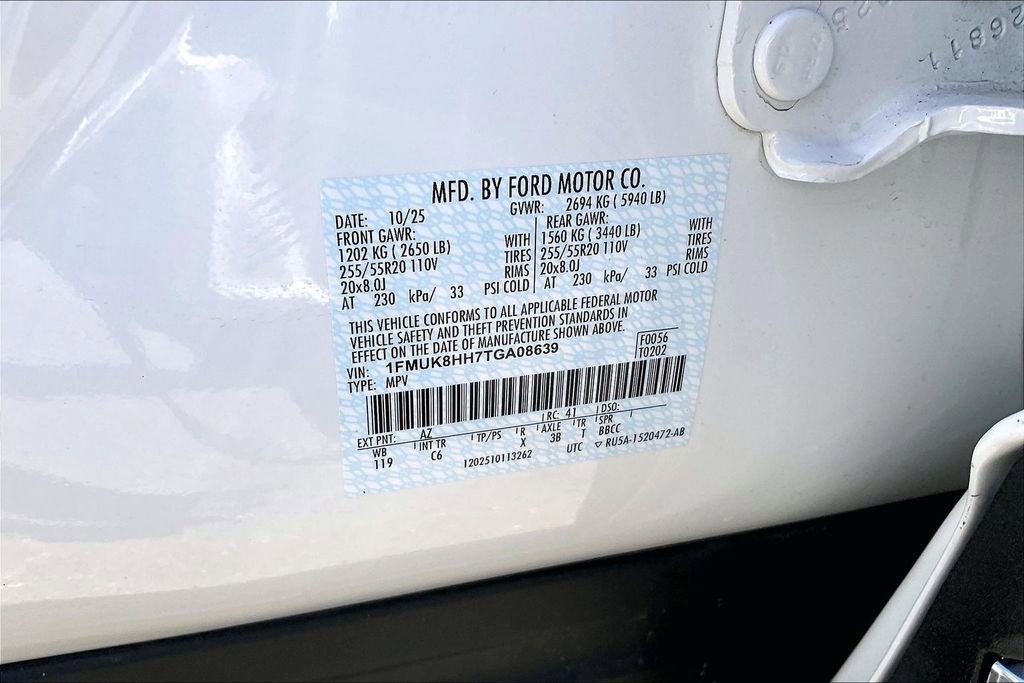 MFD. BY FORD MOTOR CO.
DATE: 10/25 GVWR: 2694 KG ( 5940 LB)
FRONT GAWR: REAR GAWR:
1202 KG ( 2650 LB) WITH 1560 KG ( 3440 LB) WITH
255/55R20 110V TIRES 255/55R20 110V TIRES
20x8.0J RIMS 20x8.0J RIMS
AT 230 kPa/ 33 PSI COLD AT 230 kPa/ 33 PSI COLD
THIS VEHICLE CONFORMS TO ALL APPLICABLE FEDERAL MOTOR
VEHICLE SAFETY AND THEFT PREVENTION STANDARDS IN
EFFECT ON THE DATE OF MANUFACTURE SHOWN ABOVE.
VIN: 1FMUK8HH7TGA08639 F0056
TYPE: MPV T0202
EXT PNT: AZ RC: 41 DSO:
WB INT TR TP/PS R AXLE TR SPR
119 C6 X 3B T BBCC
1202510113262 UTC ▽ RU5A-1520472-AB